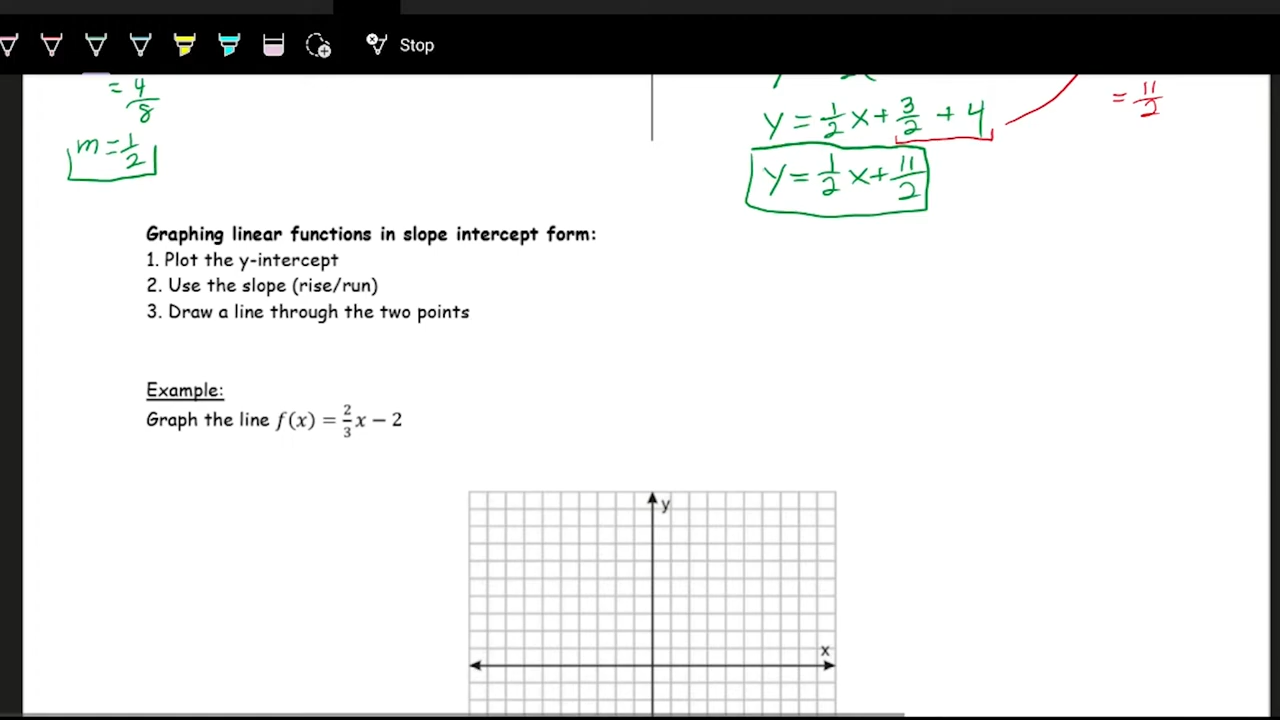 Stop
= 4/8
m = 1/2
y = 1/2 x + 3/2 + 4
= 11/2
y = 1/2 x + 11/2
Graphing linear functions in slope intercept form:
1. Plot the y-intercept
2. Use the slope (rise/run)
3. Draw a line through the two points
Example:
Graph the line f(x) = 2/3 x − 2
y
x